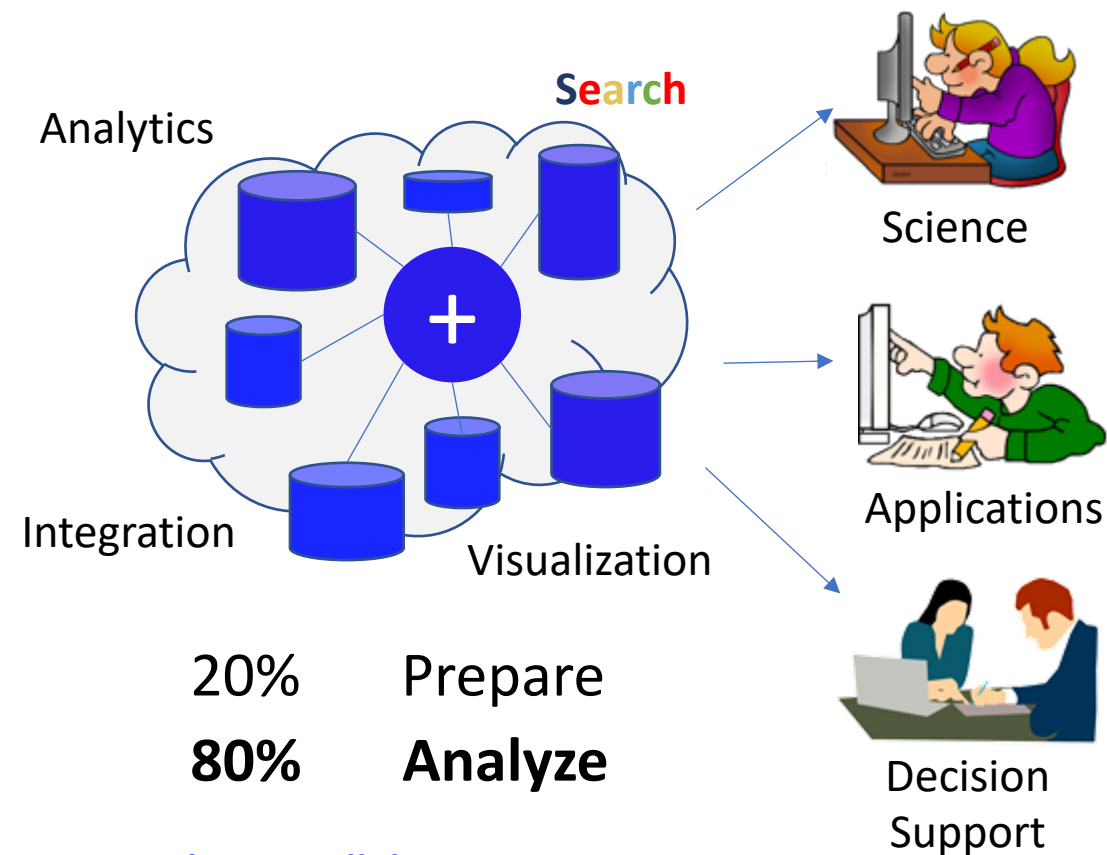 Search
Analytics
+
Science
Applications
Integration
Visualization
20% Prepare
80% Analyze
Decision
Support